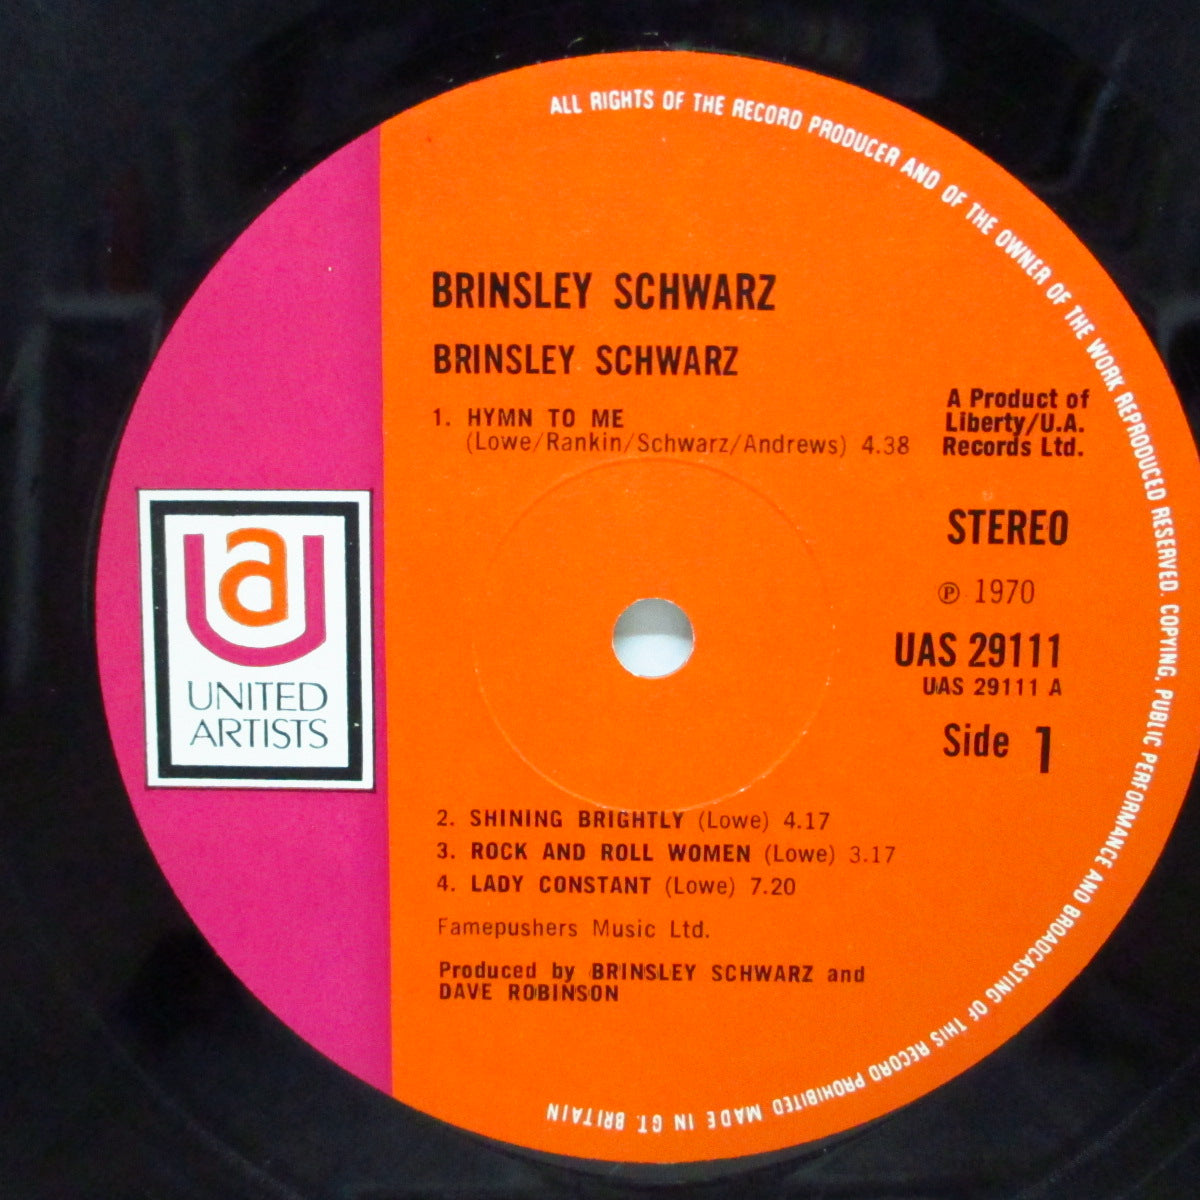 ALL RIGHTS OF THE RECORD PRODUCER AND OF THE OWNER OF THE WORK REPRODUCED RESERVED. COPYING, PUBLIC PERFORMANCE AND BROADCASTING OF THIS RECORD PROHIBITED MADE IN GT. BRITAIN
BRINSLEY SCHWARZ
BRINSLEY SCHWARZ
1. HYMN TO ME
(Lowe/Rankin/Schwarz/Andrews) 4.38
A Product of
Liberty/U.A.
Records Ltd.
STEREO
℗ 1970
UAS 29111
UAS 29111 A
Side 1
ua
UNITED
ARTISTS
2. SHINING BRIGHTLY (Lowe) 4.17
3. ROCK AND ROLL WOMEN (Lowe) 3.17
4. LADY CONSTANT (Lowe) 7.20
Famepushers Music Ltd.
Produced by BRINSLEY SCHWARZ and
DAVE ROBINSON